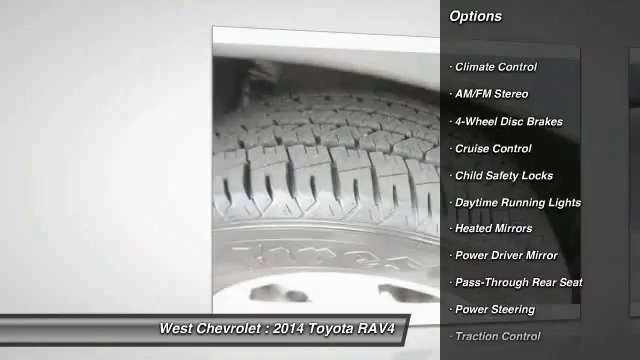 Options
· Climate Control
· AM/FM Stereo
· 4-Wheel Disc Brakes
· Cruise Control
· Child Safety Locks
· Daytime Running Lights
· Heated Mirrors
· Power Driver Mirror
· Pass-Through Rear Seat
· Power Steering
· Traction Control
West Chevrolet : 2014 Toyota RAV4